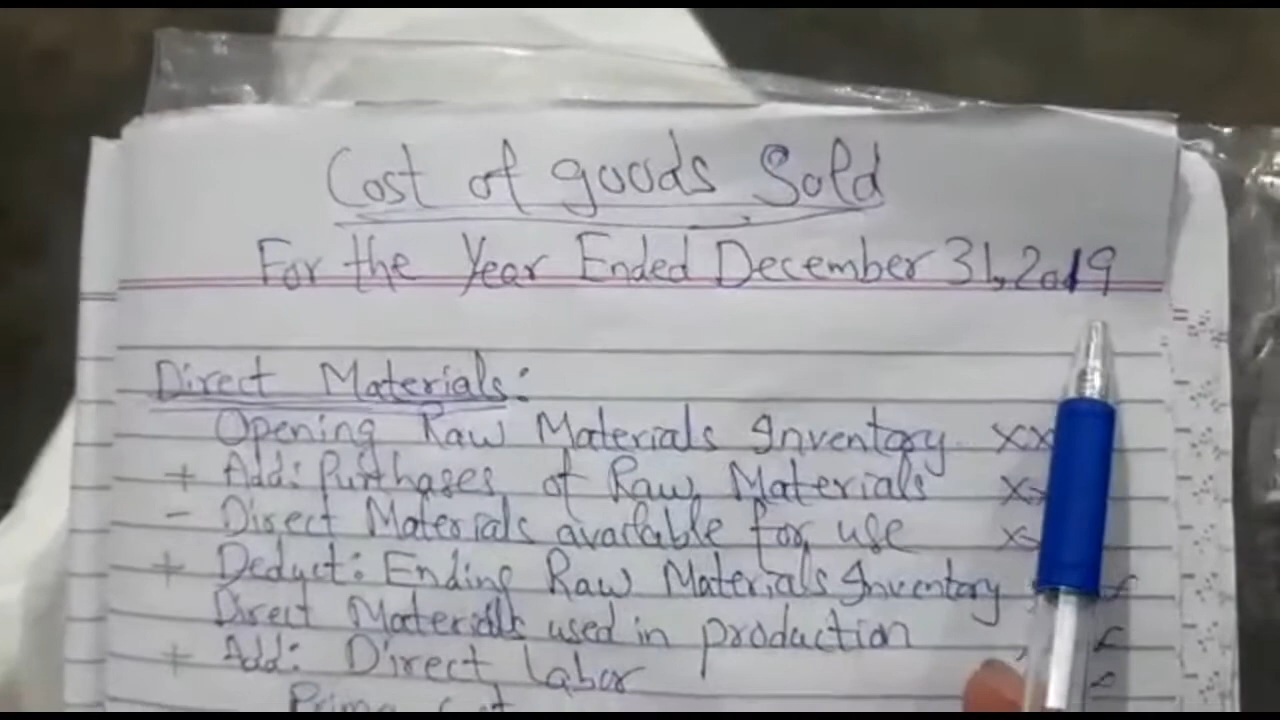 Cost of goods Sold
For the Year Ended December 31, 2019
Direct Materials:
Opening Raw Materials Inventory xx
+ Add: Purchases of Raw Materials x
- Direct Materials available for use x
+ Deduct: Ending Raw Materials Inventory
Direct Materials used in production
+ Add: Direct Labor
Prime Cost